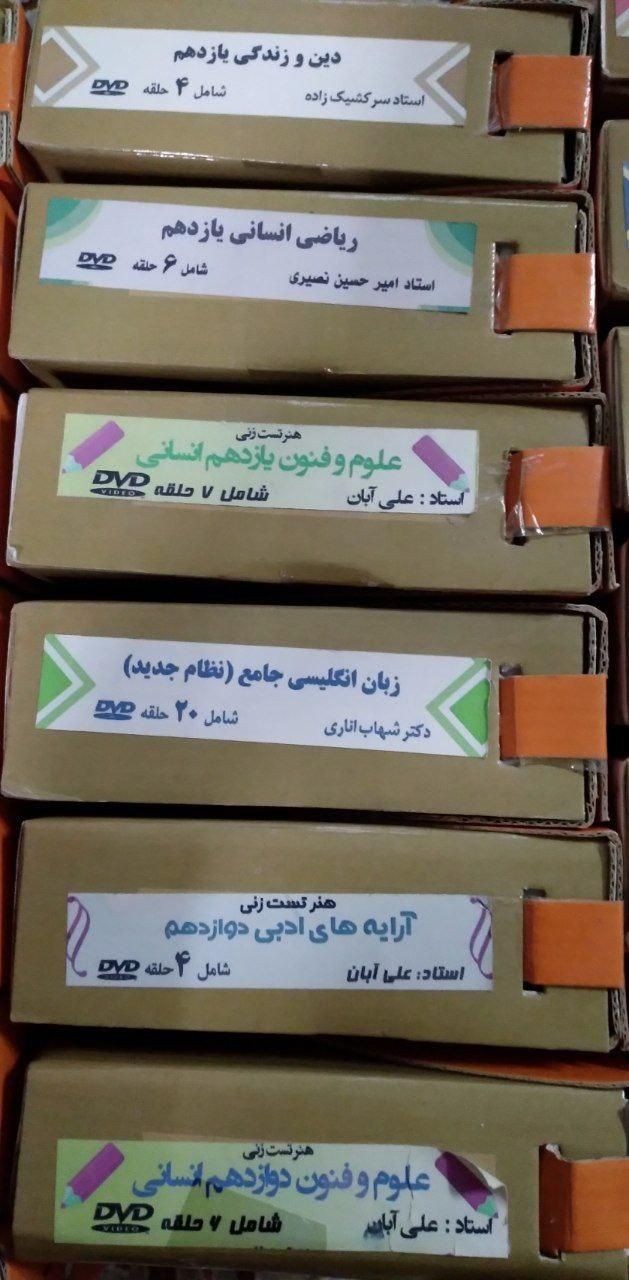 دین و زندگی یازدهم
استاد سرکشیک زاده شامل ۴ حلقه DVD
ریاضی انسانی یازدهم
استاد امیر حسین نصیری شامل ۶ حلقه DVD
هنر تست زنی
علوم و فنون یازدهم انسانی
استاد : علی آبان شامل ۷ حلقه DVD VIDEO
زبان انگلیسی جامع (نظام جدید)
دکتر شهاب اناری شامل ۲۰ حلقه DVD
هنر تست زنی
آرایه های ادبی دوازدهم
استاد: علی آبان شامل ۴ حلقه DVD
هنر تست زنی
علوم و فنون دوازدهم انسانی
استاد : علی آبان شامل ۶ حلقه DVD VIDEO